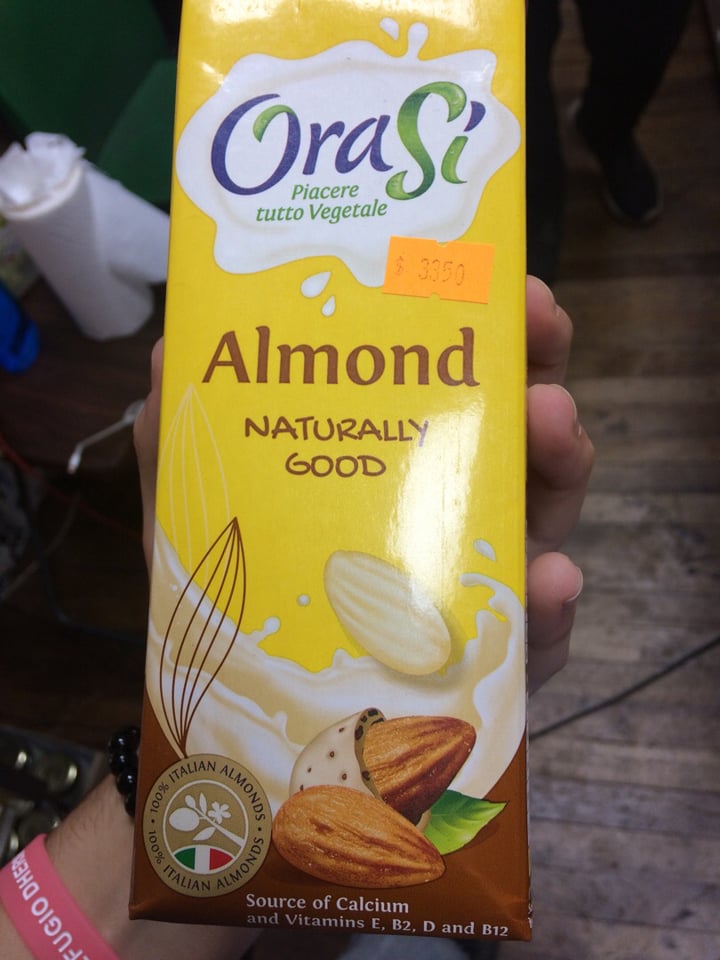 OraSì
Piacere
tutto Vegetale
$ 3350
Almond
NATURALLY
GOOD
100% ITALIAN ALMONDS
100% ITALIAN ALMONDS
Source of Calcium
and Vitamins E, B2, D and B12